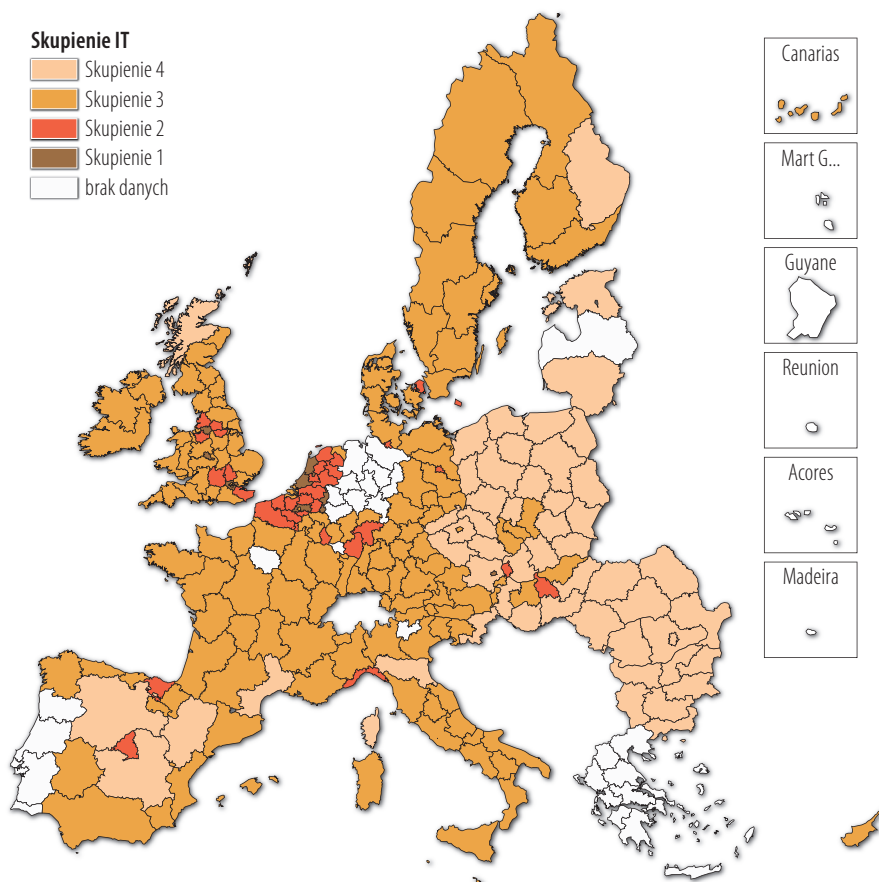 Skupienie IT
Skupienie 4
Skupienie 3
Skupienie 2
Skupienie 1
brak danych
Canarias
Mart G...
Guyane
Reunion
Acores
Madeira